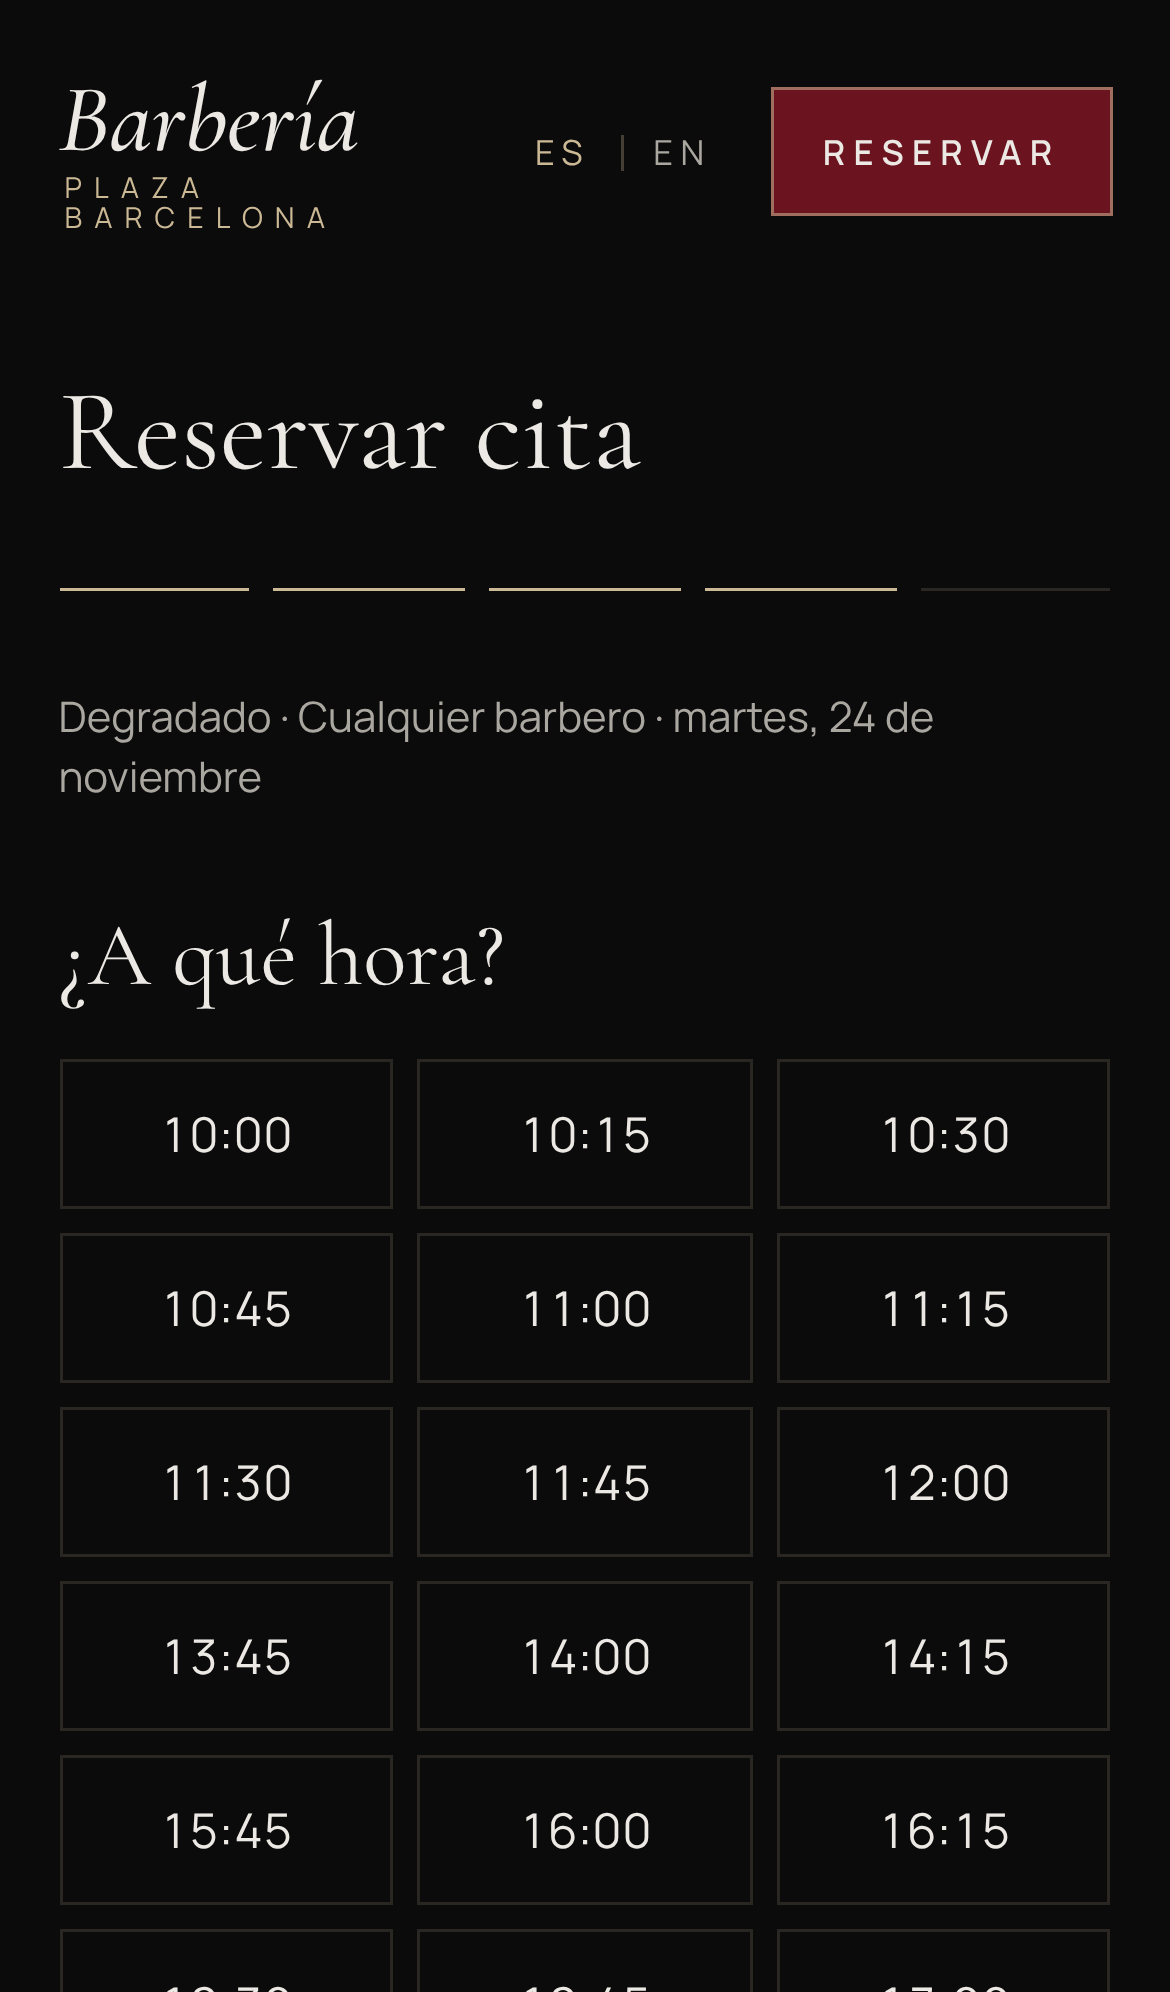 Barbería
PLAZA
BARCELONA
ES | EN
RESERVAR
Reservar cita
Degradado · Cualquier barbero · martes, 24 de
noviembre
¿A qué hora?
10:00 10:15 10:30
10:45 11:00 11:15
11:30 11:45 12:00
13:45 14:00 14:15
15:45 16:00 16:15